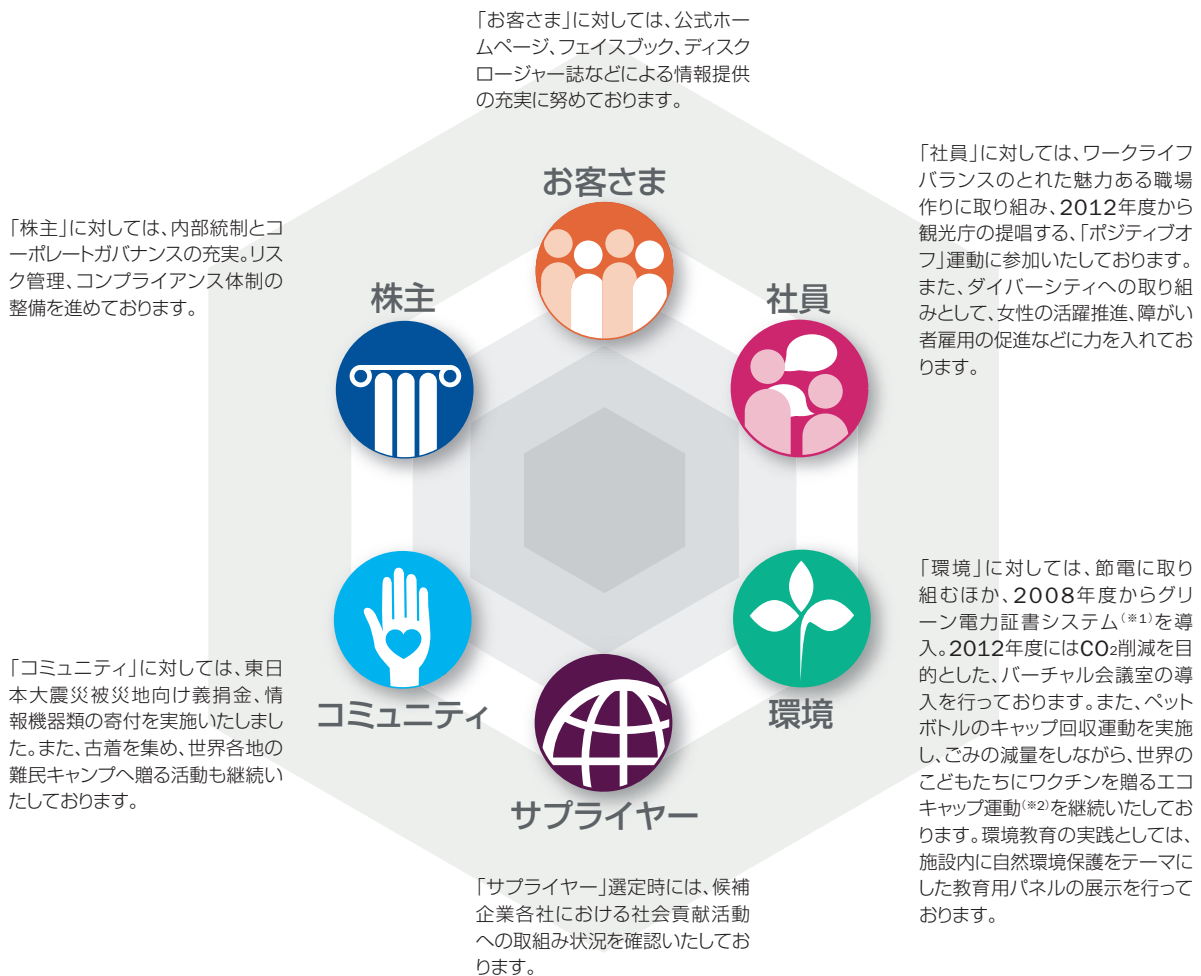 「お客さま」に対しては、公式ホー
ムページ、フェイスブック、ディスク
ロージャー誌などによる情報提供
の充実に努めております。
お客さま
「社員」に対しては、ワークライフ
バランスのとれた魅力ある職場
作りに取り組み、2012年度から
観光庁の提唱する、「ポジティブオ
フ」運動に参加いたしております。
また、ダイバーシティへの取り組
みとして、女性の活躍推進、障がい
者雇用の促進などに力を入れてお
ります。
社員
「環境」に対しては、節電に取り
組むほか、2008年度からグリ
ーン電力証書システム(※1)を導
入。2012年度にはCO₂削減を目
的とした、バーチャル会議室の導
入を行っております。また、ペット
ボトルのキャップ回収運動を実施
し、ごみの減量をしながら、世界の
こどもたちにワクチンを贈るエコ
キャップ運動(※2)を継続いたしてお
ります。環境教育の実践としては、
施設内に自然環境保護をテーマに
した教育用パネルの展示を行って
おります。
環境
サプライヤー
「サプライヤー」選定時には、候補
企業各社における社会貢献活動
への取組み状況を確認いたしてお
ります。
コミュニティ
「コミュニティ」に対しては、東日
本大震災被災地向け義捐金、情
報機器類の寄付を実施いたしまし
た。また、古着を集め、世界各地の
難民キャンプへ贈る活動も継続い
たしております。
株主
「株主」に対しては、内部統制とコ
ーポレートガバナンスの充実。リス
ク管理、コンプライアンス体制の
整備を進めております。